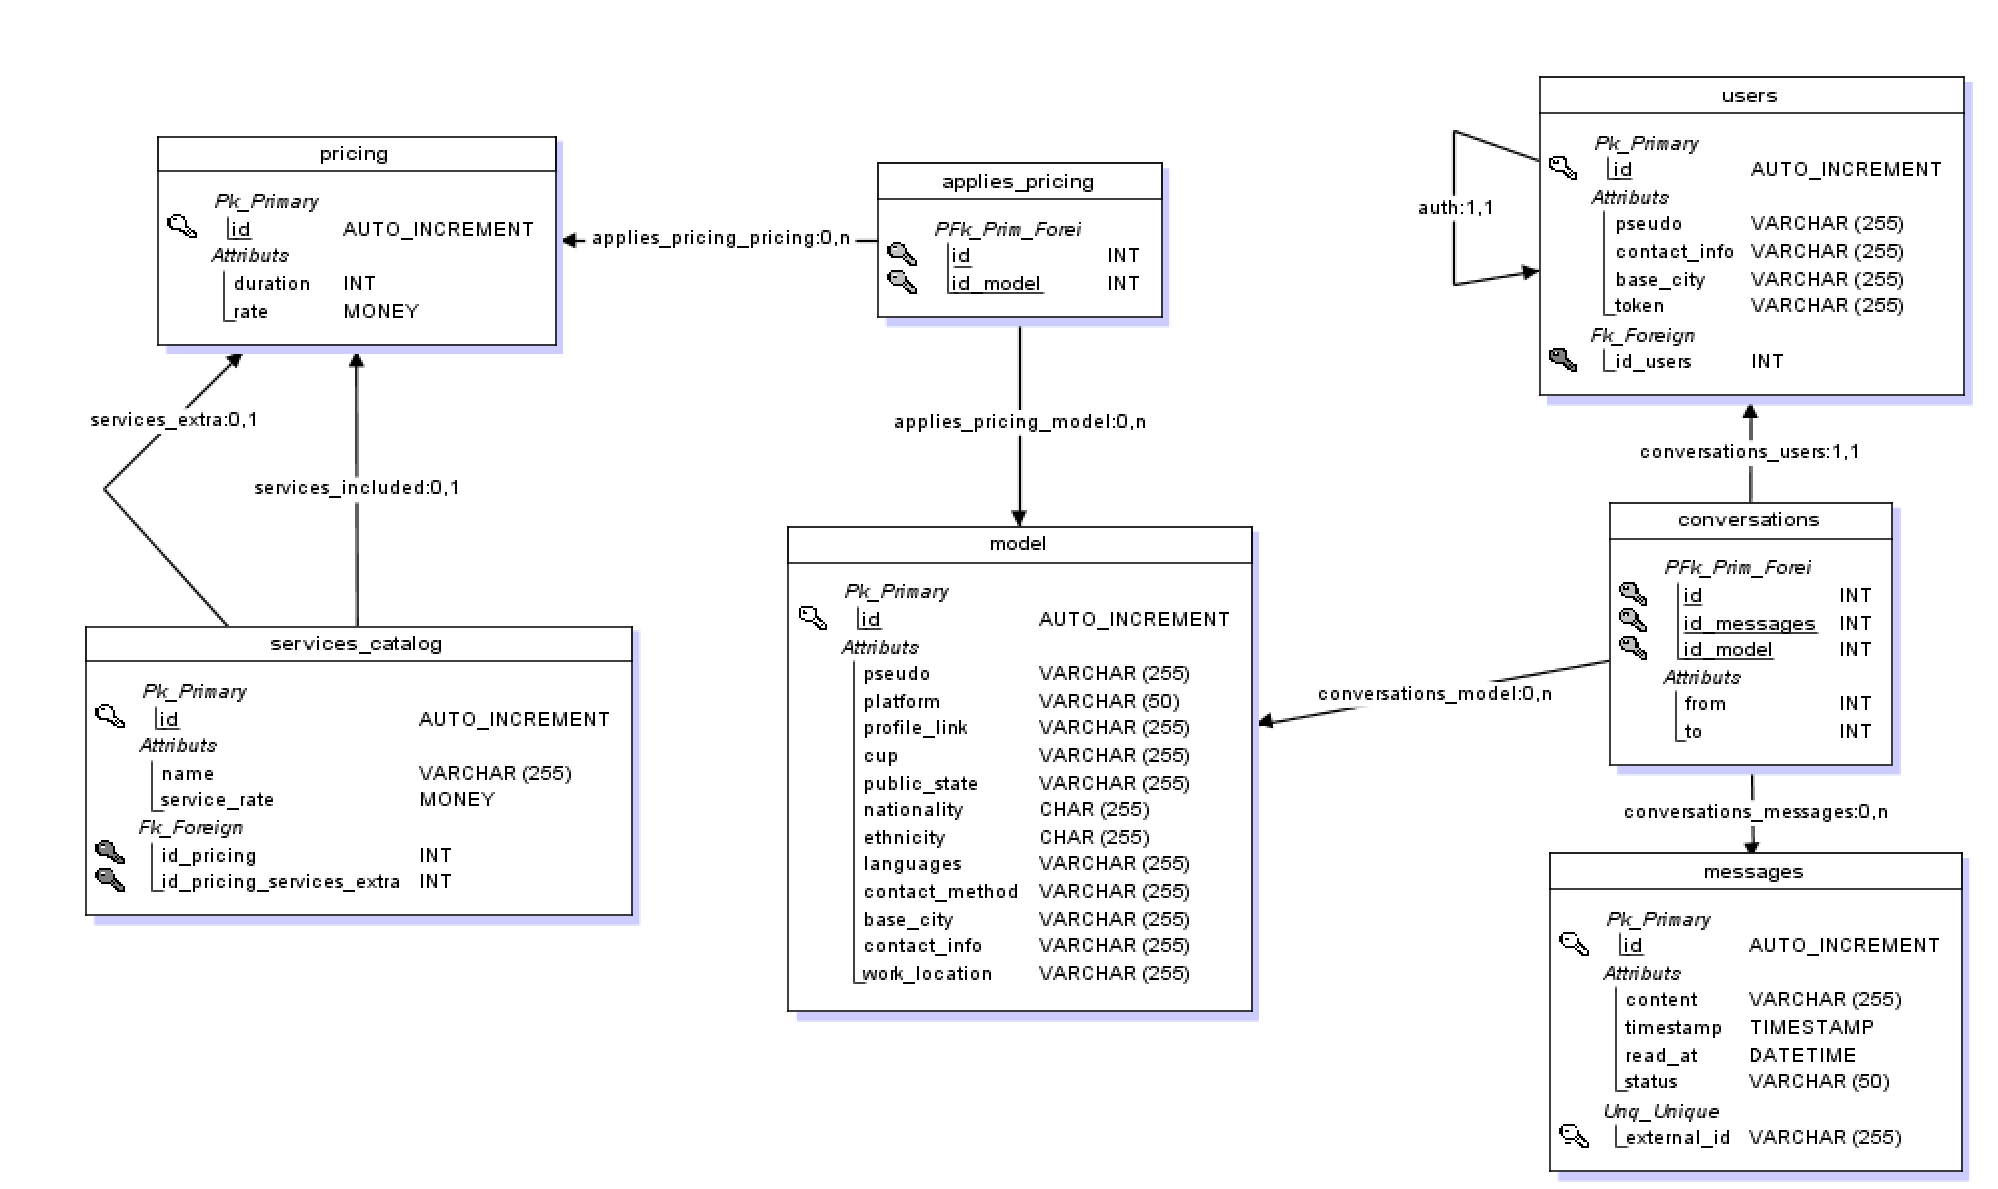 pricing
Pk_Primary
id AUTO_INCREMENT
Attributs
duration INT
rate MONEY
applies_pricing_pricing:0,n
applies_pricing
PFk_Prim_Forei
id INT
id_model INT
users
Pk_Primary
id AUTO_INCREMENT
Attributs
pseudo VARCHAR (255)
contact_info VARCHAR (255)
base_city VARCHAR (255)
token VARCHAR (255)
Fk_Foreign
id_users INT
auth:1,1
services_extra:0,1
services_included:0,1
applies_pricing_model:0,n
conversations_users:1,1
services_catalog
Pk_Primary
id AUTO_INCREMENT
Attributs
name VARCHAR (255)
service_rate MONEY
Fk_Foreign
id_pricing INT
id_pricing_services_extra INT
model
Pk_Primary
id AUTO_INCREMENT
Attributs
pseudo VARCHAR (255)
platform VARCHAR (50)
profile_link VARCHAR (255)
cup VARCHAR (255)
public_state VARCHAR (255)
nationality CHAR (255)
ethnicity CHAR (255)
languages VARCHAR (255)
contact_method VARCHAR (255)
base_city VARCHAR (255)
contact_info VARCHAR (255)
work_location VARCHAR (255)
conversations_model:0,n
conversations
PFk_Prim_Forei
id INT
id_messages INT
id_model INT
Attributs
from INT
to INT
conversations_messages:0,n
messages
Pk_Primary
id AUTO_INCREMENT
Attributs
content VARCHAR (255)
timestamp TIMESTAMP
read_at DATETIME
status VARCHAR (50)
Unq_Unique
external_id VARCHAR (255)